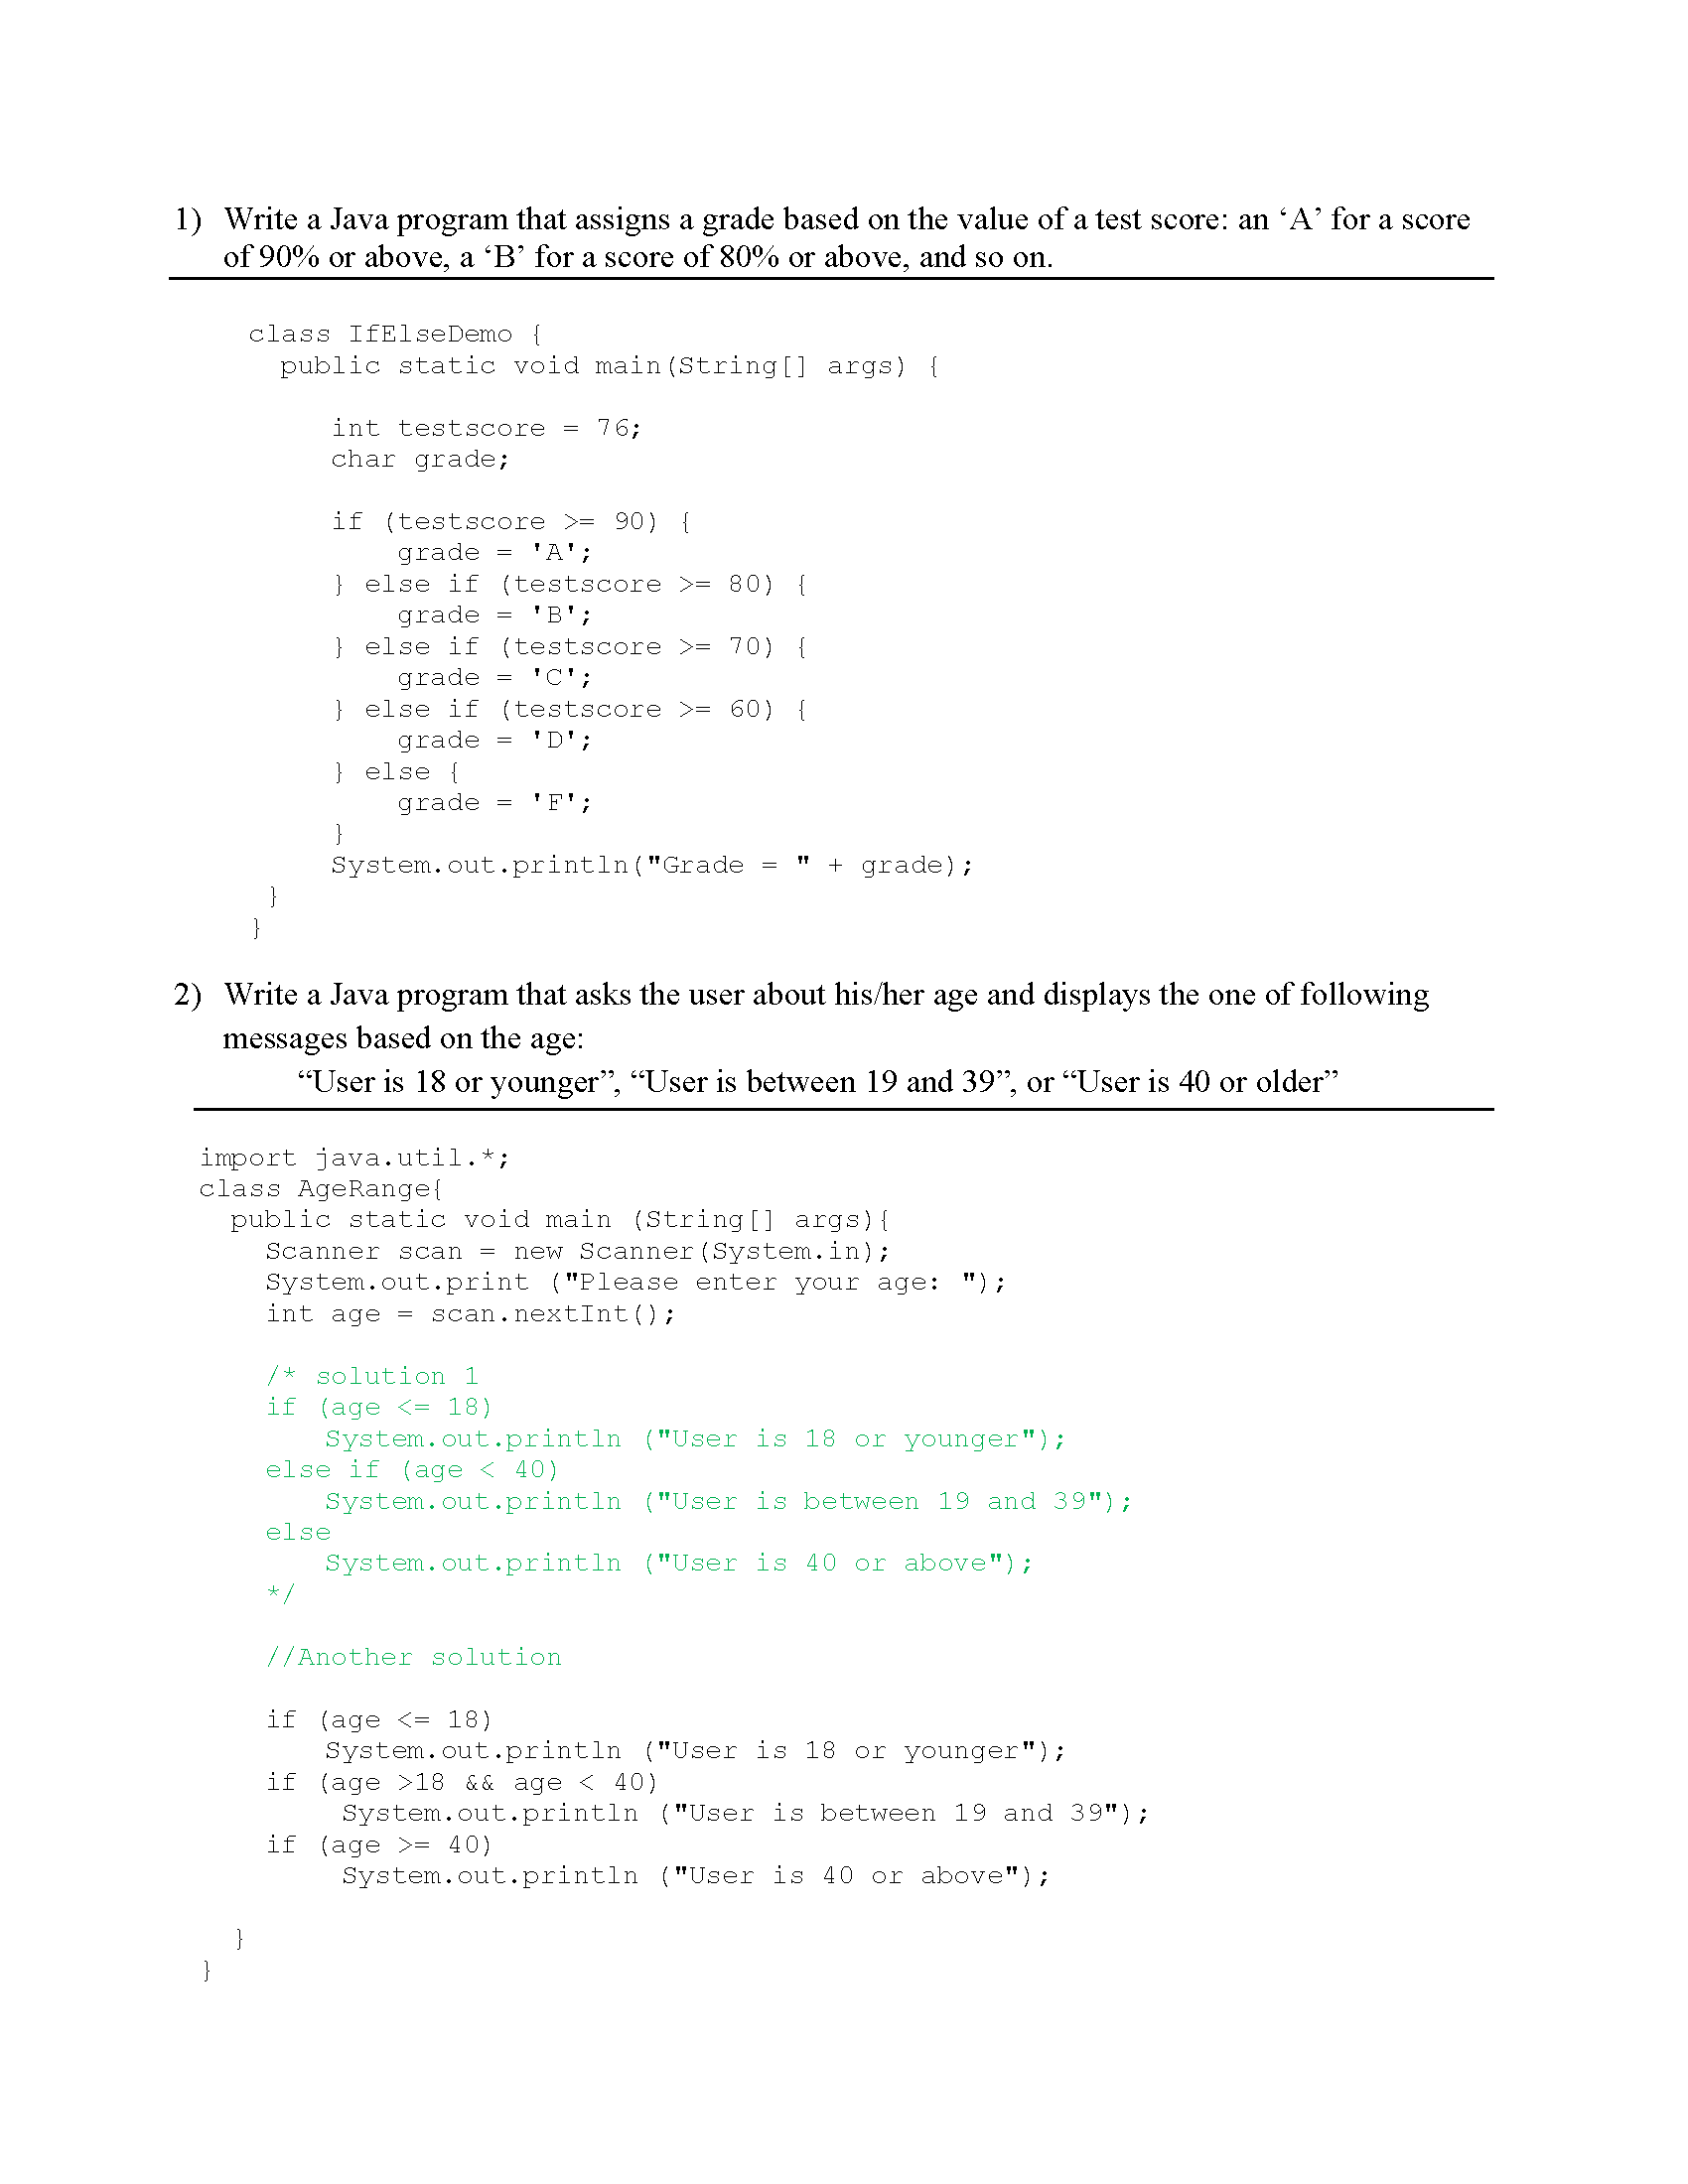 1) Write a Java program that assigns a grade based on the value of a test score: an ‘A’ for a score
of 90% or above, a ‘B’ for a score of 80% or above, and so on.
class IfElseDemo {
public static void main(String[] args) {
int testscore = 76;
char grade;
if (testscore >= 90) {
grade = 'A';
} else if (testscore >= 80) {
grade = 'B';
} else if (testscore >= 70) {
grade = 'C';
} else if (testscore >= 60) {
grade = 'D';
} else {
grade = 'F';
}
System.out.println("Grade = " + grade);
}
}
2) Write a Java program that asks the user about his/her age and displays the one of following
messages based on the age:
“User is 18 or younger”, “User is between 19 and 39”, or “User is 40 or older”
import java.util.*;
class AgeRange{
public static void main (String[] args){
Scanner scan = new Scanner(System.in);
System.out.print ("Please enter your age: ");
int age = scan.nextInt();
/* solution 1
if (age <= 18)
System.out.println ("User is 18 or younger");
else if (age < 40)
System.out.println ("User is between 19 and 39");
else
System.out.println ("User is 40 or above");
*/
//Another solution
if (age <= 18)
System.out.println ("User is 18 or younger");
if (age >18 && age < 40)
System.out.println ("User is between 19 and 39");
if (age >= 40)
System.out.println ("User is 40 or above");
}
}